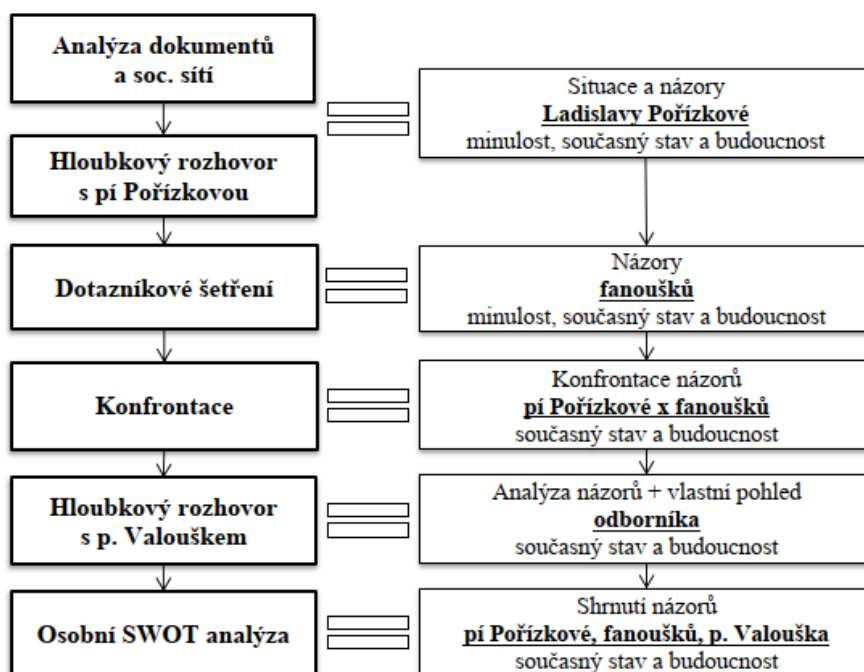 Analýza dokumentů
a soc. sítí
Situace a názory
Ladislavy Pořízkové
minulost, současný stav a budoucnost
Hloubkový rozhovor
s pí Pořízkovou
Dotazníkové šetření
Názory
fanoušků
minulost, současný stav a budoucnost
Konfrontace
Konfrontace názorů
pí Pořízkové x fanoušků
současný stav a budoucnost
Hloubkový rozhovor
s p. Valouškem
Analýza názorů + vlastní pohled
odborníka
současný stav a budoucnost
Osobní SWOT analýza
Shrnutí názorů
pí Pořízkové, fanoušků, p. Valouška
současný stav a budoucnost